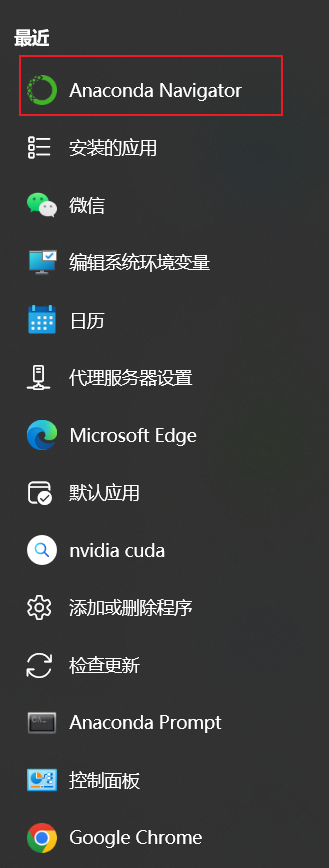 最近
Anaconda Navigator
安装的应用
微信
编辑系统环境变量
日历
代理服务器设置
Microsoft Edge
默认应用
nvidia cuda
添加或删除程序
检查更新
Anaconda Prompt
控制面板
Google Chrome